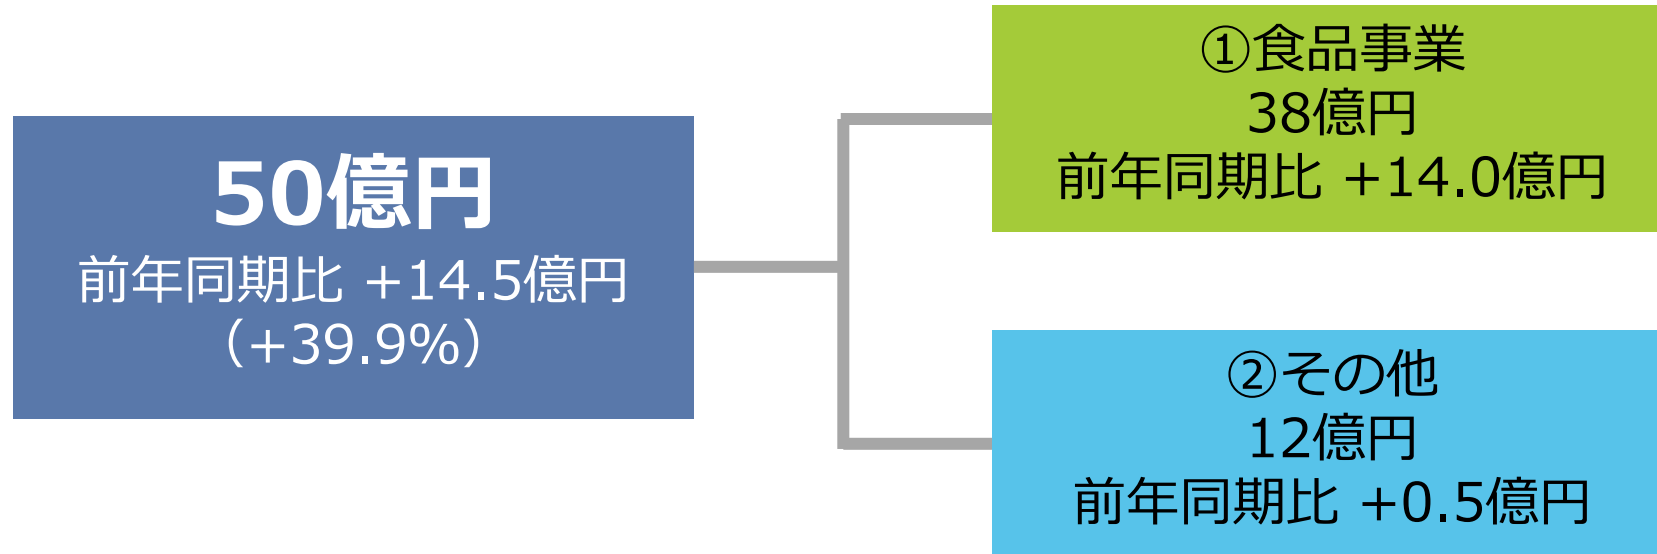 50億円
前年同期比 +14.5億円
（+39.9%）
①食品事業
38億円
前年同期比 +14.0億円
②その他
12億円
前年同期比 +0.5億円